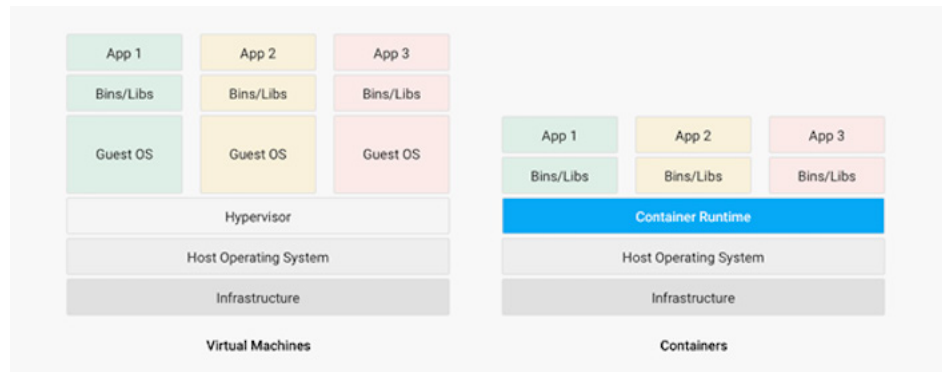 App 1
App 2
App 3
Bins/Libs
Bins/Libs
Bins/Libs
Guest OS
Guest OS
Guest OS
Hypervisor
Host Operating System
Infrastructure
Virtual Machines
App 1
App 2
App 3
Bins/Libs
Bins/Libs
Bins/Libs
Container Runtime
Host Operating System
Infrastructure
Containers